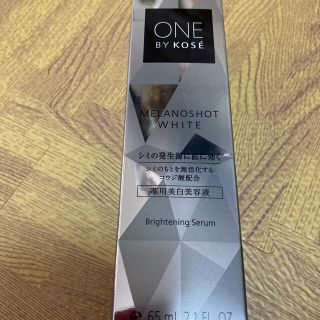 ONE
BY KOSÉ
MELANOSHOT
WHITE
シミの発生源に直に効く
シミのもとを無色化する
コウジ酸配合
薬用美白美容液
Brightening Serum
65 mL 2.1 FL.OZ.